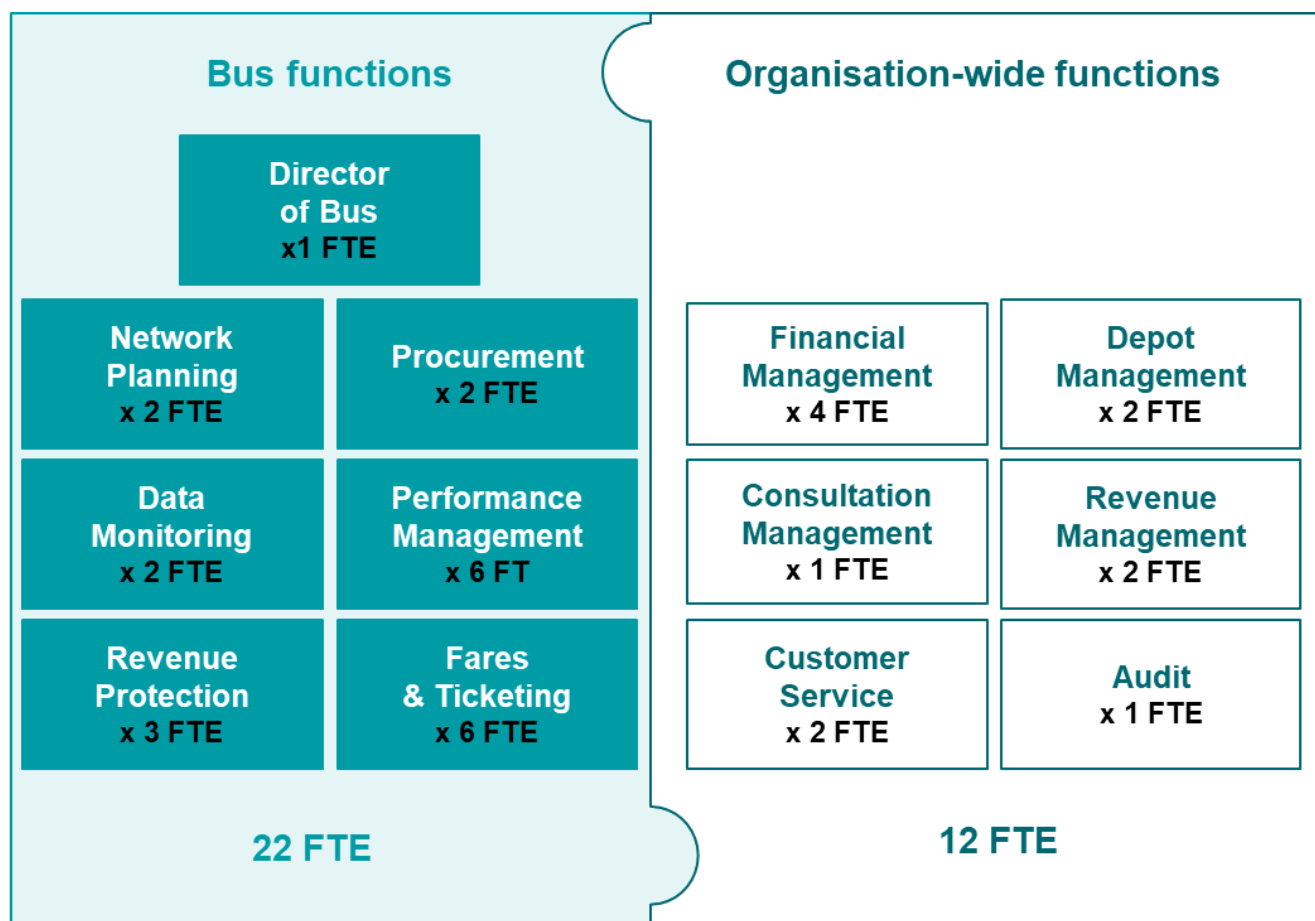 Bus functions
Organisation-wide functions
Director
of Bus
x1 FTE
Network
Planning
x 2 FTE
Procurement
x 2 FTE
Financial
Management
x 4 FTE
Depot
Management
x 2 FTE
Data
Monitoring
x 2 FTE
Performance
Management
x 6 FT
Consultation
Management
x 1 FTE
Revenue
Management
x 2 FTE
Revenue
Protection
x 3 FTE
Fares
& Ticketing
x 6 FTE
Customer
Service
x 2 FTE
Audit
x 1 FTE
22 FTE
12 FTE